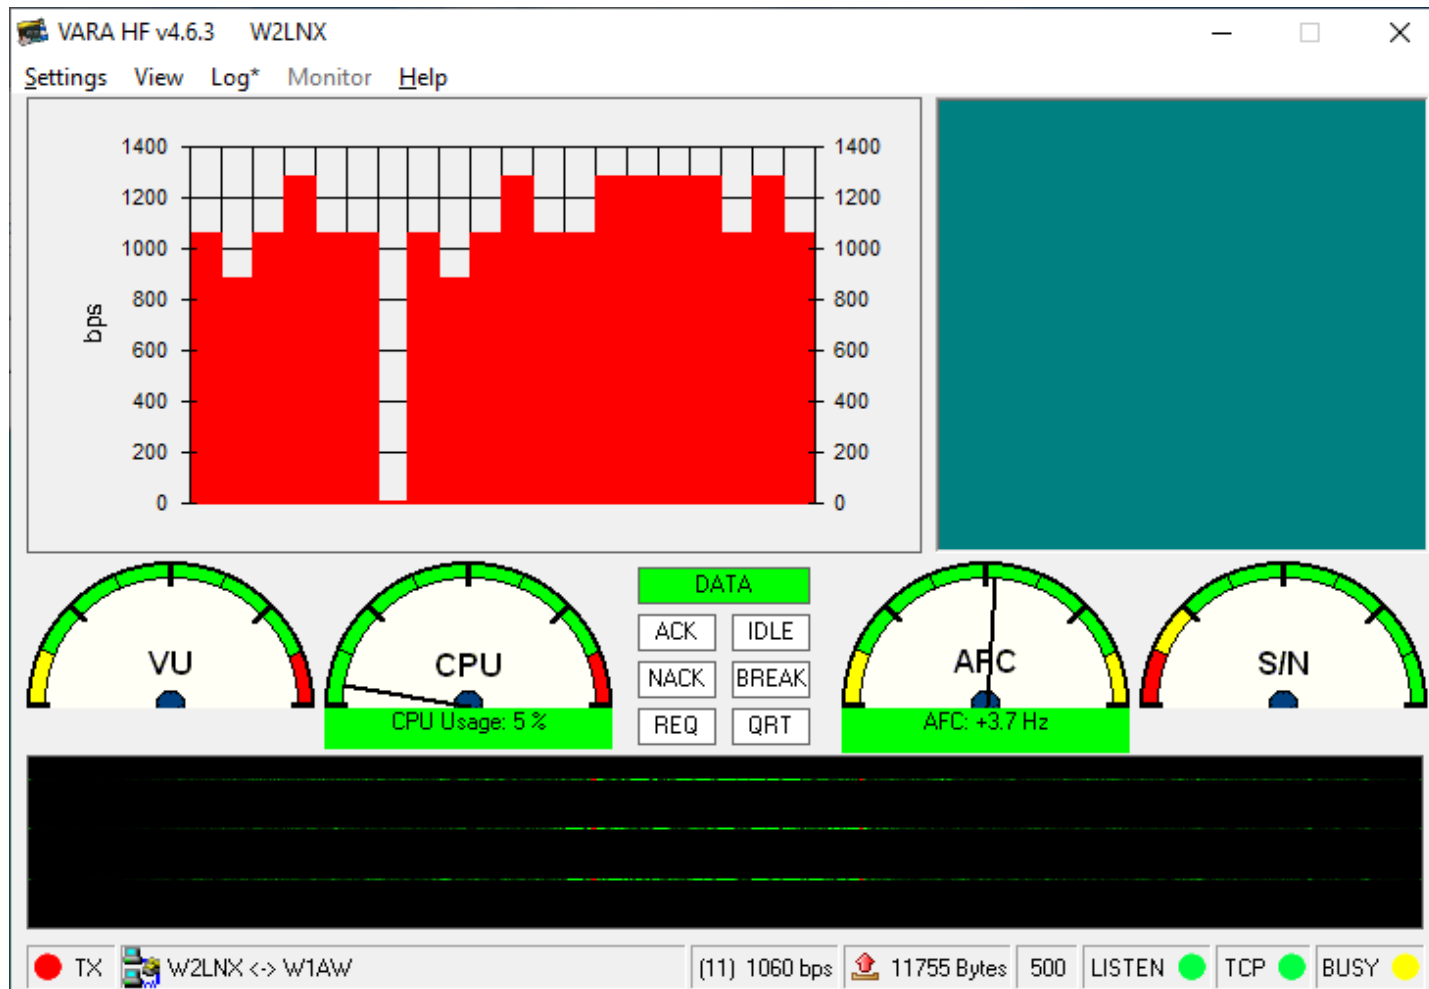 VARA HF v4.6.3 W2LNX
Settings View Log* Monitor Help
1400 1400
1200 1200
1000 1000
800 800
bps
600 600
400 400
200 200
0 0
VU CPU AFC S/N
DATA
ACK IDLE
NACK BREAK
REQ QRT
CPU Usage: 5 % AFC: +3.7 Hz
TX W2LNX <-> W1AW (11) 1060 bps 11755 Bytes 500 LISTEN TCP BUSY